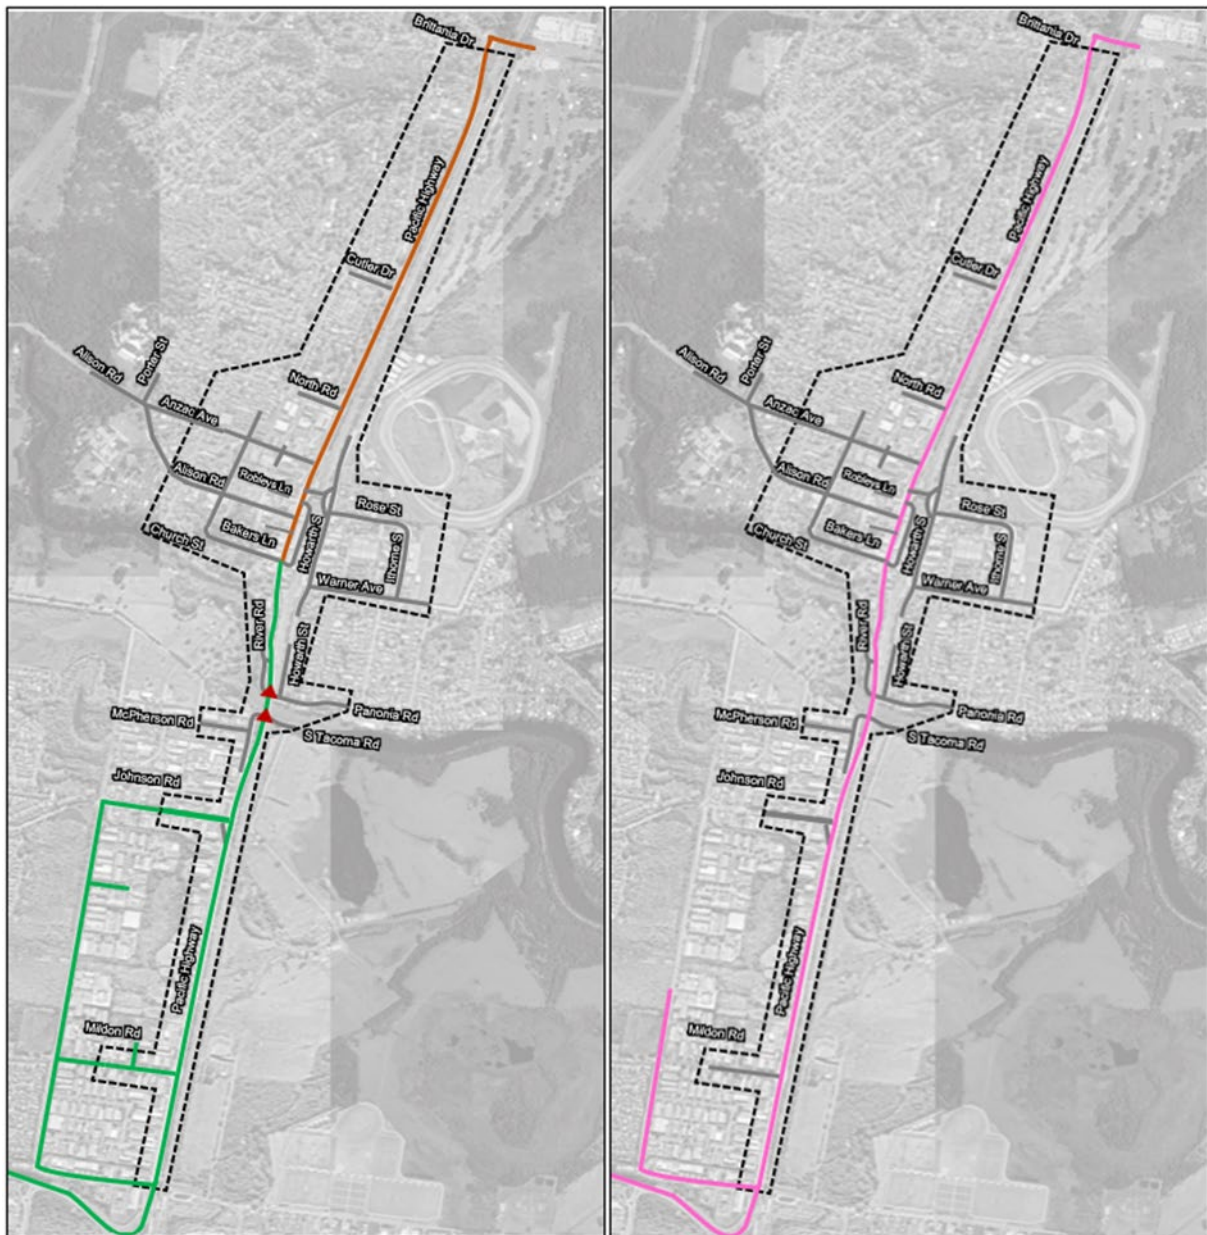 Brittania Dr
Pacific Highway
Cutler Dr
Porter St
Alison Rd
North Rd
Anzac Ave
Alison Rd
Robleys Ln
Rose St
Bakers Ln
Howarth S
Church St
Ithorne S
Warner Ave
River Rd
Howarth St
McPherson Rd
Panonia Rd
S Tacoma Rd
Johnson Rd
Pacific Highway
Mildon Rd
Brittania Dr
Pacific Highway
Cutler Dr
Porter St
Alison Rd
North Rd
Anzac Ave
Alison Rd
Robleys Ln
Rose St
Bakers Ln
Howarth S
Church St
Ithorne S
Warner Ave
River Rd
Howarth St
McPherson Rd
Panonia Rd
S Tacoma Rd
Johnson Rd
Pacific Highway
Mildon Rd